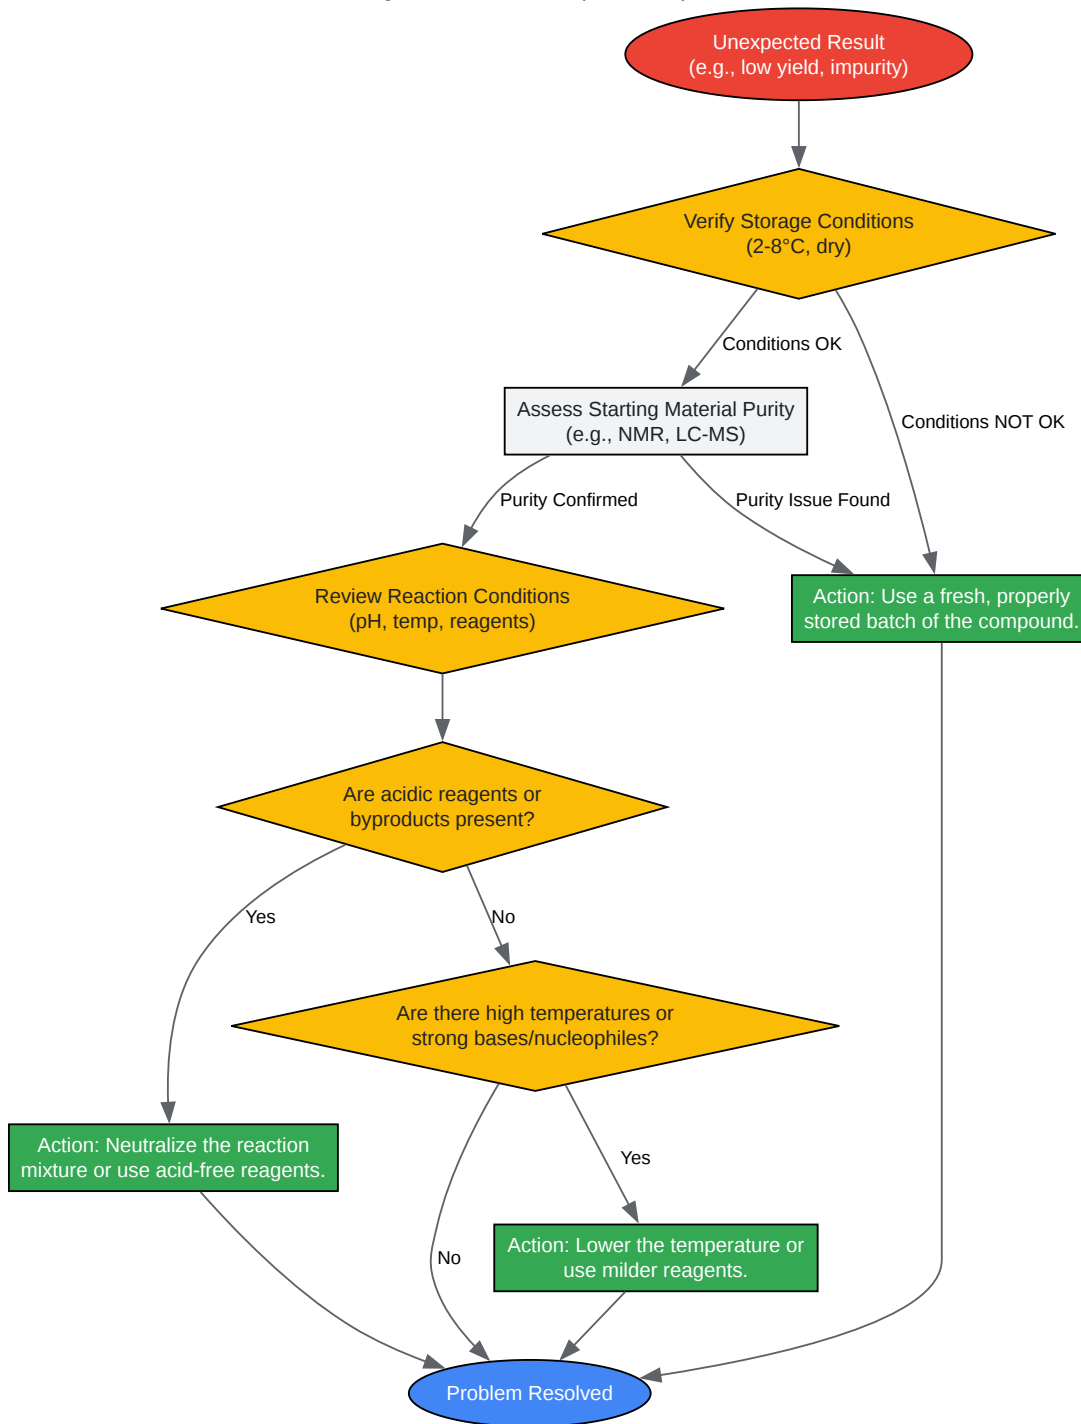 Unexpected Result
(e.g., low yield, impurity)
Verify Storage Conditions
(2-8°C, dry)
Conditions OK
Assess Starting Material Purity
(e.g., NMR, LC-MS)
Conditions NOT OK
Purity Confirmed
Purity Issue Found
Review Reaction Conditions
(pH, temp, reagents)
Action: Use a fresh, properly
stored batch of the compound.
Are acidic reagents or
byproducts present?
Yes
No
Are there high temperatures or
strong bases/nucleophiles?
Action: Neutralize the reaction
mixture or use acid-free reagents.
Yes
No
Action: Lower the temperature or
use milder reagents.
Problem Resolved